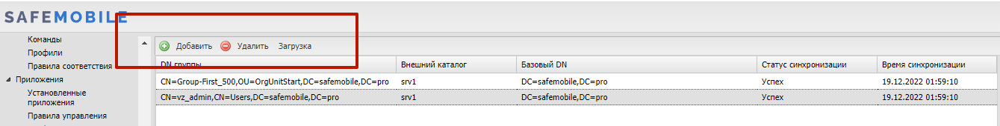 SAFEMOBILE
Команды
Профили
Правила соответствия
Приложения
Установленные
приложения
Правила управления
Добавить Удалить Загрузка
DN группы Внешний каталог Базовый DN Статус синхронизации Время синхронизации
CN=Group-First_500,OU=OrgUnitStart,DC=safemobile,DC=pro srv1 DC=safemobile,DC=pro Успех 19.12.2022 01:59:10
CN=vz_admin,CN=Users,DC=safemobile,DC=pro srv1 DC=safemobile,DC=pro Успех 19.12.2022 01:59:10